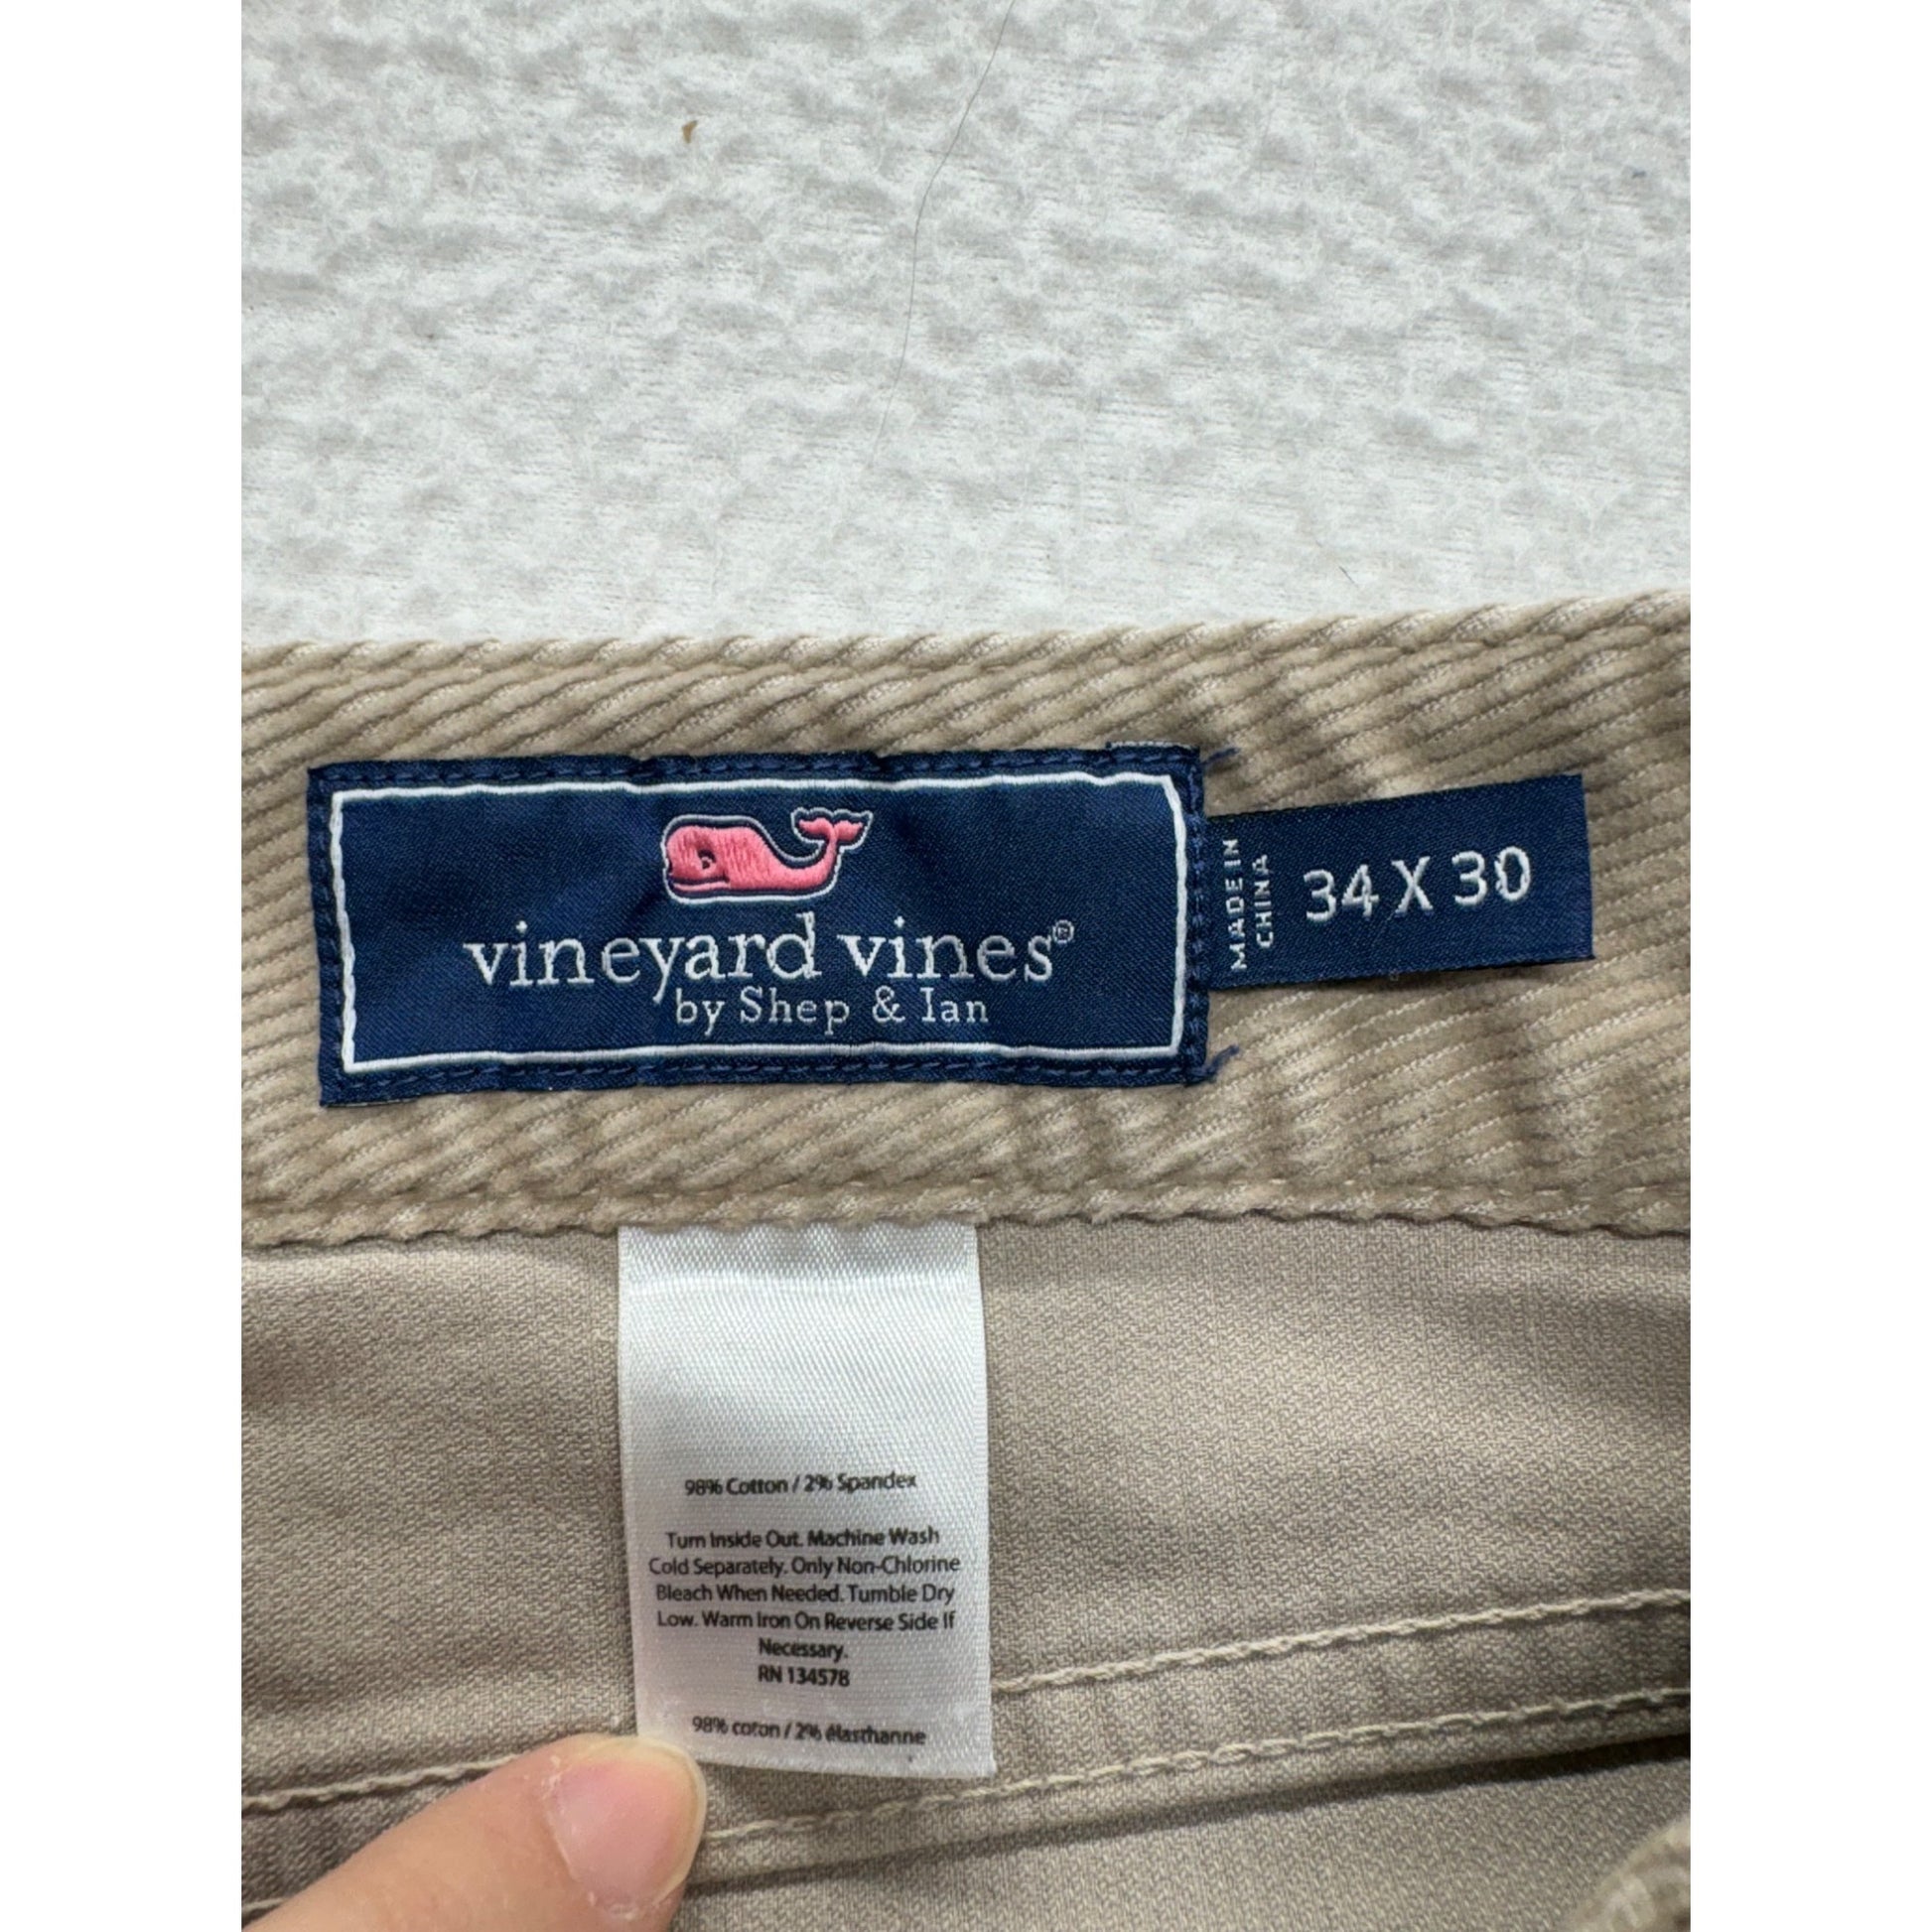 vineyard vines®
by Shep & Ian
MADE IN
CHINA
34 X 30
98% Cotton / 2% Spandex
Turn Inside Out. Machine Wash
Cold Separately. Only Non-Chlorine
Bleach When Needed. Tumble Dry
Low. Warm Iron On Reverse Side If
Necessary.
RN 134578
98% coton / 2% élasthanne